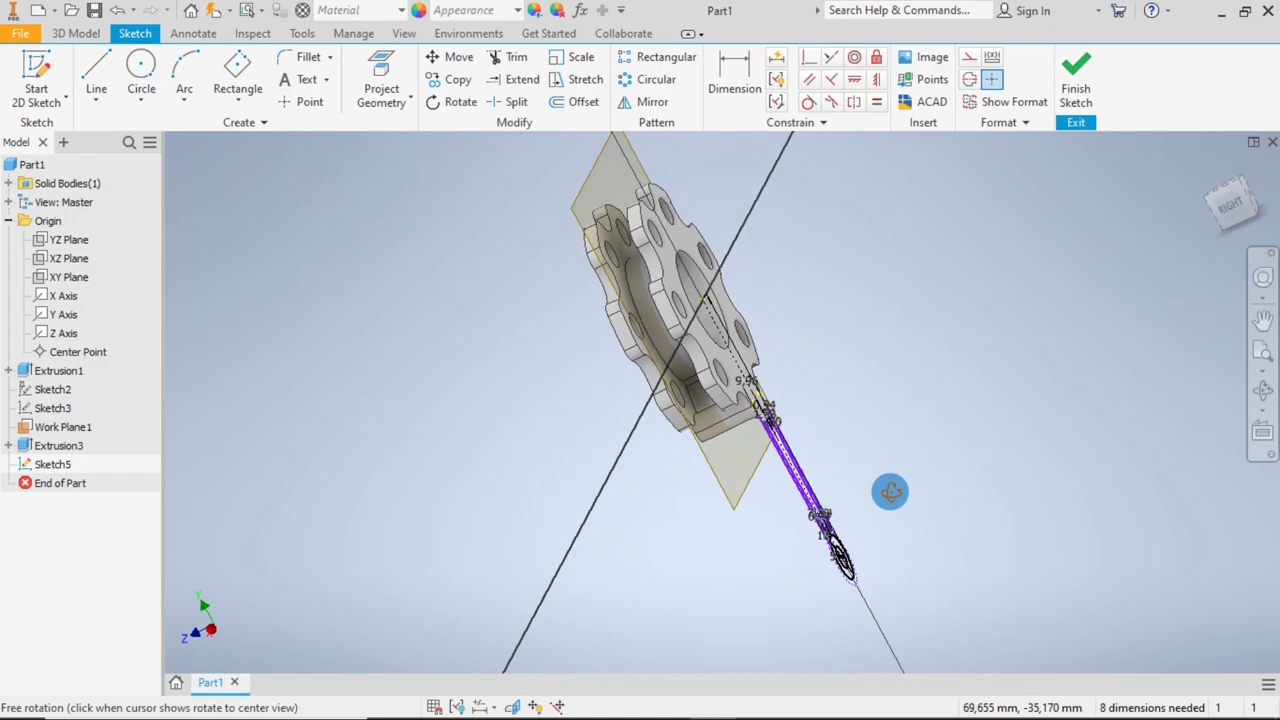 PRO
Material
Appearance
fx
Part1
Search Help & Commands...
Sign In
File
3D Model
Sketch
Annotate
Inspect
Tools
Manage
View
Environments
Get Started
Collaborate
Start
2D Sketch
Line
Circle
Arc
Rectangle
Fillet
Text
Point
Project
Geometry
Move
Copy
Rotate
Trim
Extend
Split
Scale
Stretch
Offset
Rectangular
Circular
Mirror
Dimension
Image
Points
ACAD
Show Format
Finish
Sketch
Sketch
Create
Modify
Pattern
Constrain
Insert
Format
Exit
Model
Part1
Solid Bodies(1)
View: Master
Origin
YZ Plane
XZ Plane
XY Plane
X Axis
Y Axis
Z Axis
Center Point
Extrusion1
Sketch2
Sketch3
Work Plane1
Extrusion3
Sketch5
End of Part
RIGHT
Y
Z
Part1
Free rotation (click when cursor shows rotate to center view)
69,655 mm, -35,170 mm
8 dimensions needed
1
1